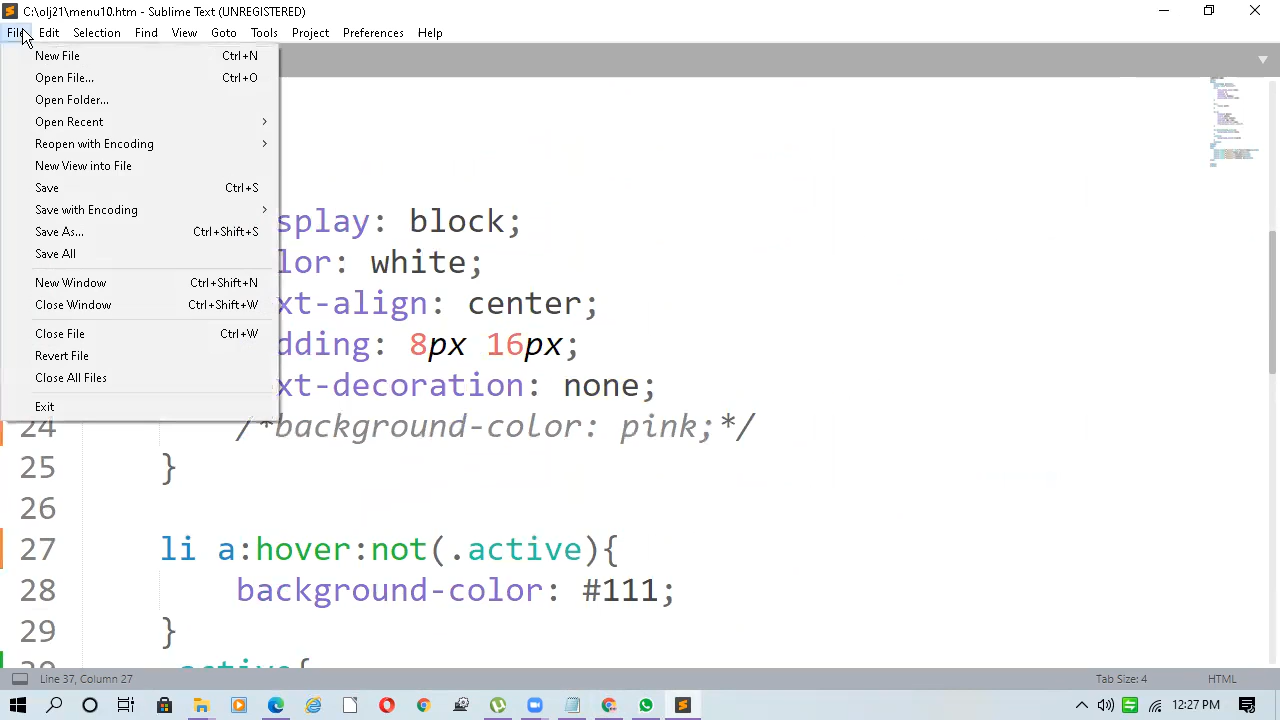 C:\olj21\menu10.htm - Sublime Text (UNREGISTERED)
File Edit Selection Find View Goto Tools Project Preferences Help
New File Ctrl+N
Open File... Ctrl+O
Open Folder...
Open Recent
Reopen with Encoding
New View into File
Save Ctrl+S
Save with Encoding
Save As... Ctrl+Shift+S
Save All
New Window Ctrl+Shift+N
Close Window Ctrl+Shift+W
Close File Ctrl+W
Revert File
Close All Files
Exit
splay: block;
lor: white;
xt-align: center;
dding: 8px 16px;
xt-decoration: none;
24 /*background-color: pink;*/
25 }
26
27 li a:hover:not(.active){
28 background-color: #111;
29 }
30 .active{
Line 37, Column 27 Tab Size: 4 HTML
12:27 PM